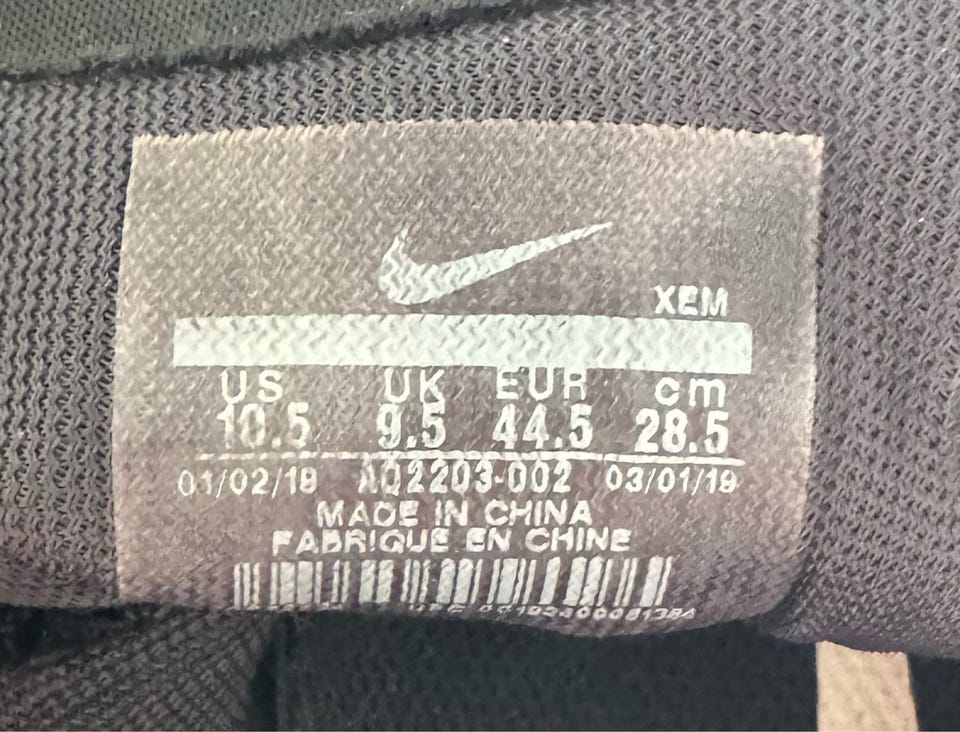 XEM
US UK EUR cm
10.5 9.5 44.5 28.5
01/02/19 AQ2203-002 03/01/19
MADE IN CHINA
FABRIQUE EN CHINE